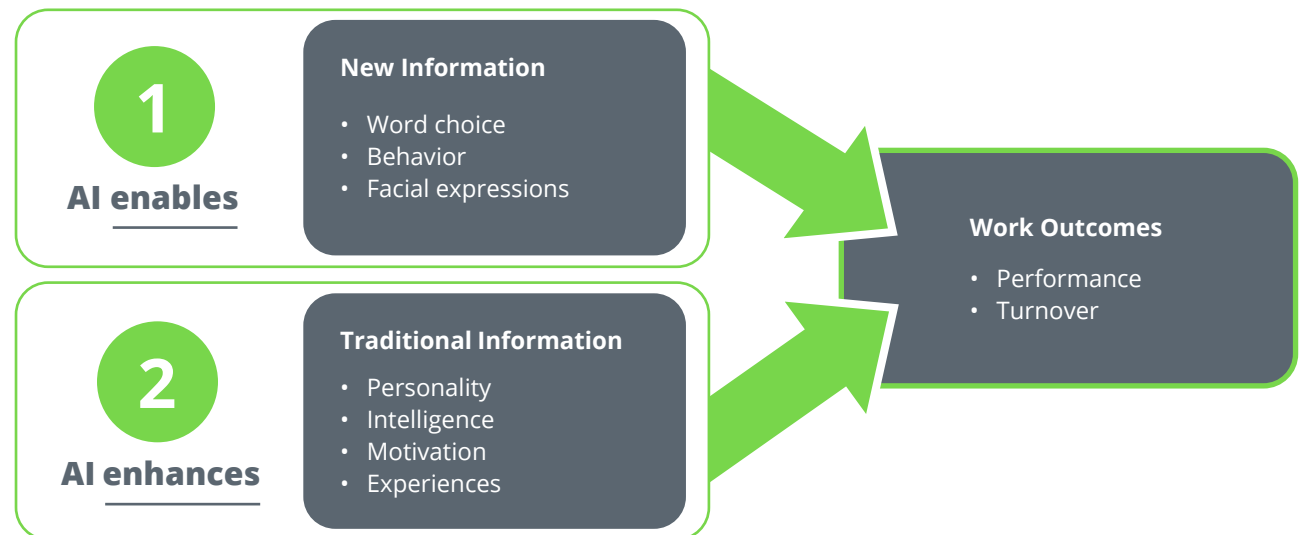 1
AI enables
New Information
• Word choice
• Behavior
• Facial expressions
2
AI enhances
Traditional Information
• Personality
• Intelligence
• Motivation
• Experiences
Work Outcomes
• Performance
• Turnover